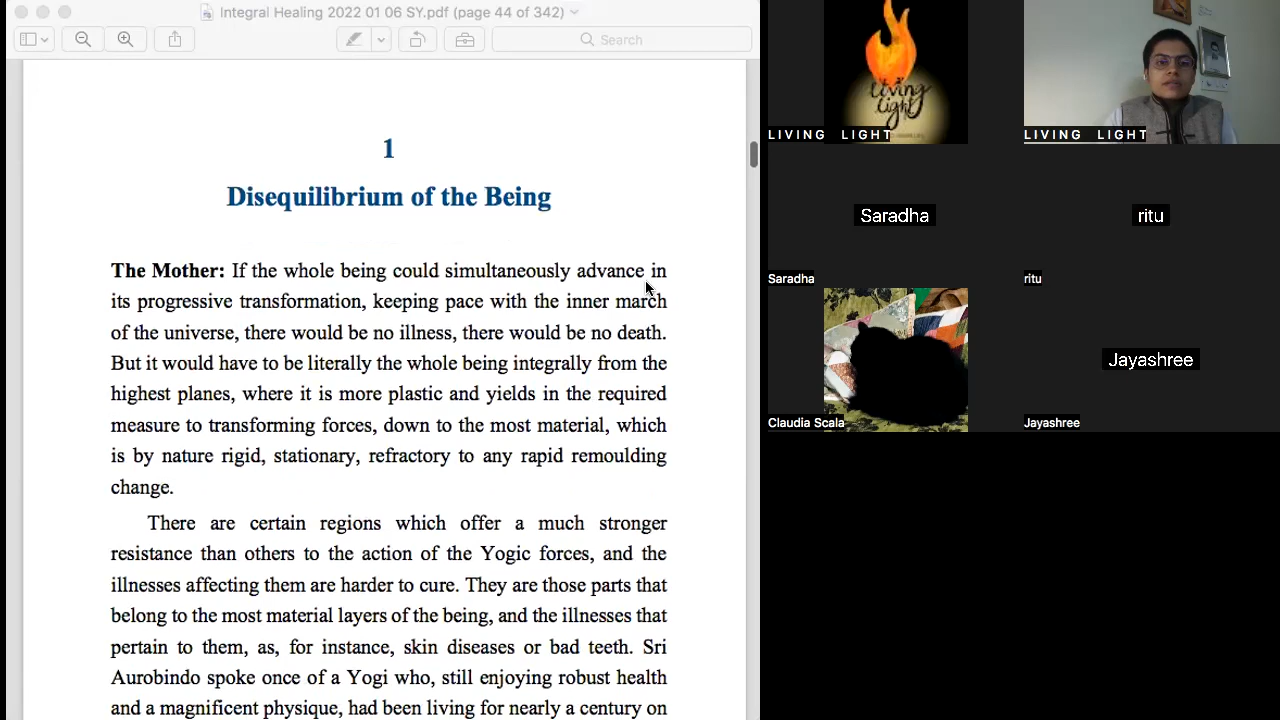 Integral Healing 2022 01 06 SY.pdf (page 44 of 342)
Search
1
Disequilibrium of the Being
The Mother: If the whole being could simultaneously advance in
its progressive transformation, keeping pace with the inner march
of the universe, there would be no illness, there would be no death.
But it would have to be literally the whole being integrally from the
highest planes, where it is more plastic and yields in the required
measure to transforming forces, down to the most material, which
is by nature rigid, stationary, refractory to any rapid remoulding
change.
There are certain regions which offer a much stronger
resistance than others to the action of the Yogic forces, and the
illnesses affecting them are harder to cure. They are those parts that
belong to the most material layers of the being, and the illnesses that
pertain to them, as, for instance, skin diseases or bad teeth. Sri
Aurobindo spoke once of a Yogi who, still enjoying robust health
and a magnificent physique, had been living for nearly a century on
living
light
LIVING LIGHT
LIVING LIGHT
Saradha
Saradha
ritu
ritu
Claudia Scala
Jayashree
Jayashree